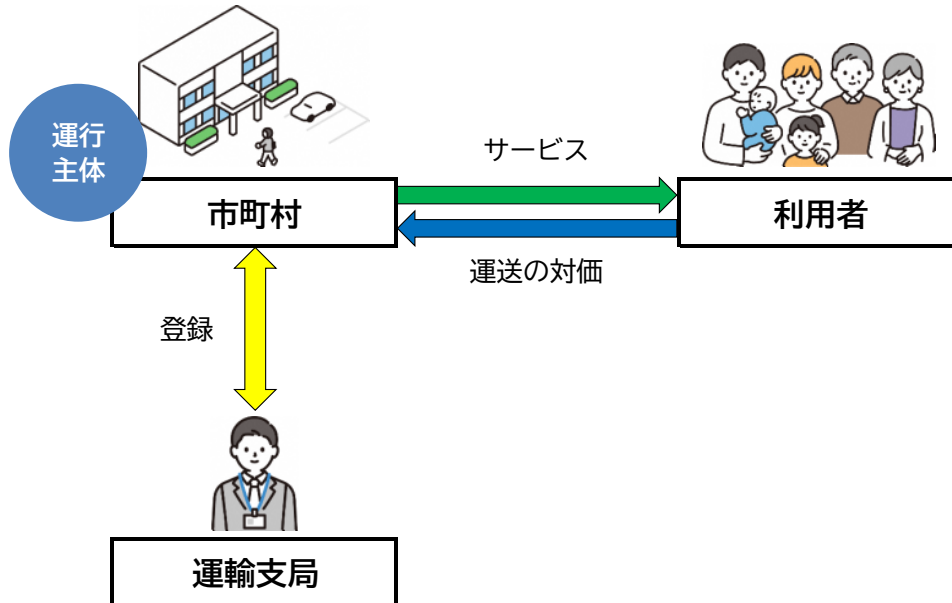 運行
主体
サービス
市町村
利用者
運送の対価
登録
運輸支局